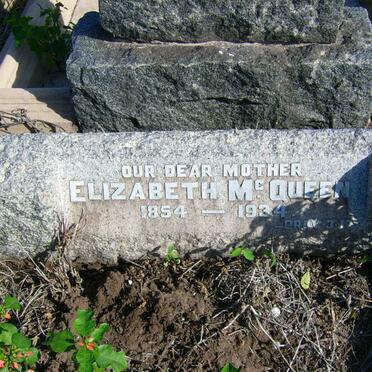 OUR DEAR MOTHER
ELIZABETH McQUEEN
1854 — 1934